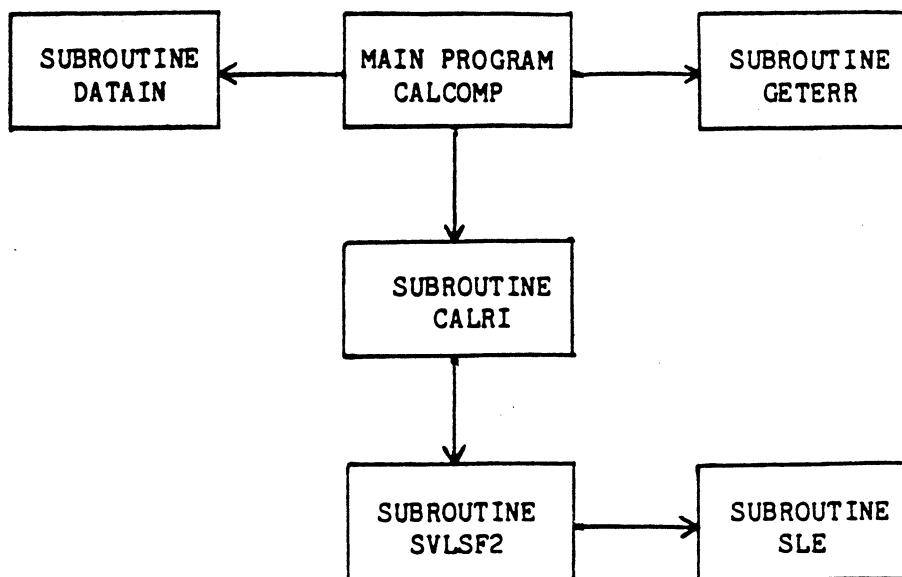 SUBROUTINE
DATAIN
MAIN PROGRAM
CALCOMP
SUBROUTINE
GETERR
SUBROUTINE
CALRI
SUBROUTINE
SVLSF2
SUBROUTINE
SLE